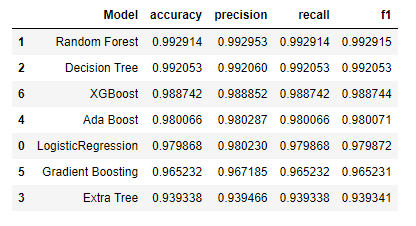 Model accuracy precision recall f1
1 Random Forest 0.992914 0.992953 0.992914 0.992915
2 Decision Tree 0.992053 0.992060 0.992053 0.992053
6 XGBoost 0.988742 0.988852 0.988742 0.988744
4 Ada Boost 0.980066 0.980287 0.980066 0.980071
0 LogisticRegression 0.979868 0.980230 0.979868 0.979872
5 Gradient Boosting 0.965232 0.967185 0.965232 0.965231
3 Extra Tree 0.939338 0.939466 0.939338 0.939341